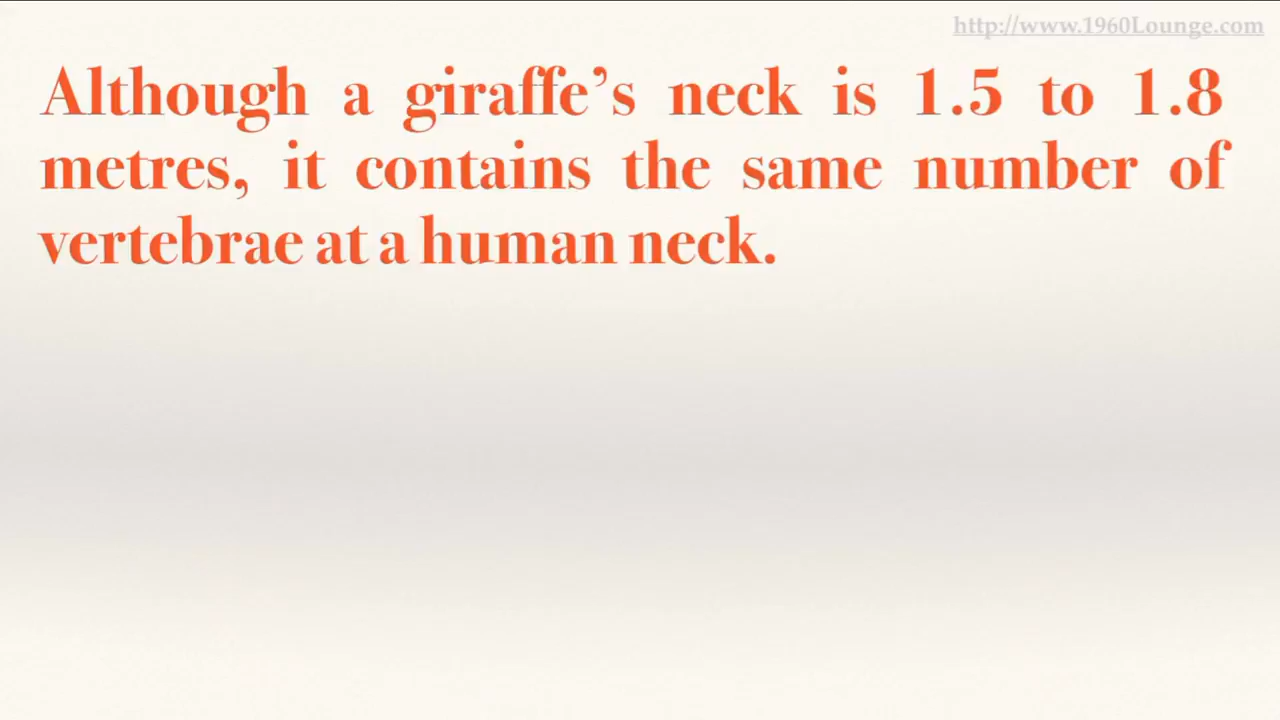 http://www.1960Lounge.com
Although a giraffe’s neck is 1.5 to 1.8
metres, it contains the same number of
vertebrae at a human neck.